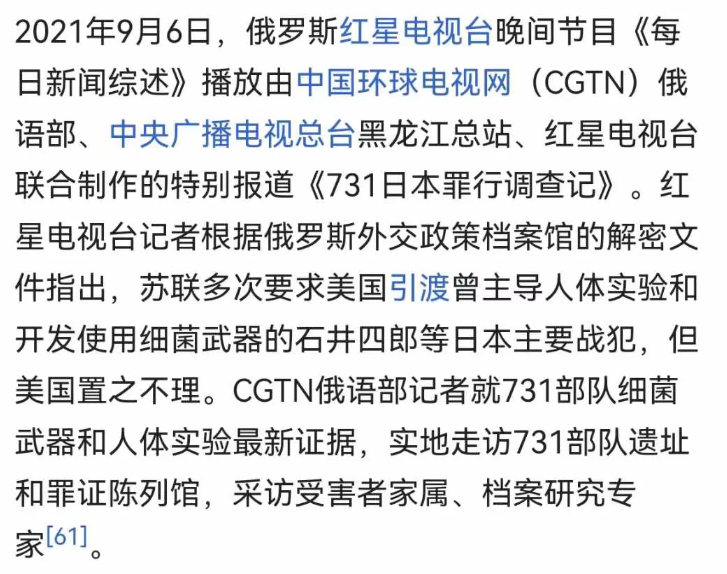 2021年9月6日，俄罗斯红星电视台晚间节目《每
日新闻综述》播放由中国环球电视网（CGTN）俄
语部、中央广播电视总台黑龙江总站、红星电视台
联合制作的特别报道《731日本罪行调查记》。红
星电视台记者根据俄罗斯外交政策档案馆的解密文
件指出，苏联多次要求美国引渡曾主导人体实验和
开发使用细菌武器的石井四郎等日本主要战犯，但
美国置之不理。CGTN俄语部记者就731部队细菌
武器和人体实验最新证据，实地走访731部队遗址
和罪证陈列馆，采访受害者家属、档案研究专
家[61]。